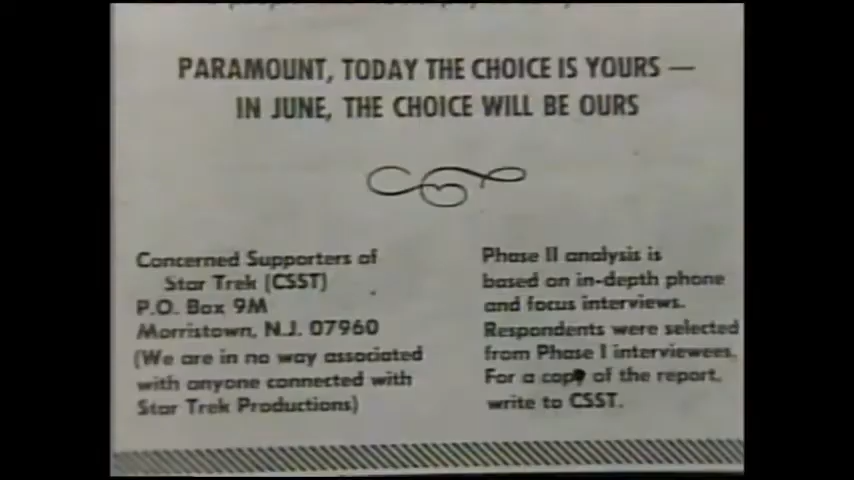 PARAMOUNT, TODAY THE CHOICE IS YOURS —
IN JUNE, THE CHOICE WILL BE OURS
Concerned Supporters of
Star Trek (CSST)
P.O. Box 9M
Morristown, N.J. 07960
(We are in no way associated
with anyone connected with
Star Trek Productions)
Phase II analysis is
based on in-depth phone
and focus interviews.
Respondents were selected
from Phase I interviewees.
For a copy of the report,
write to CSST.